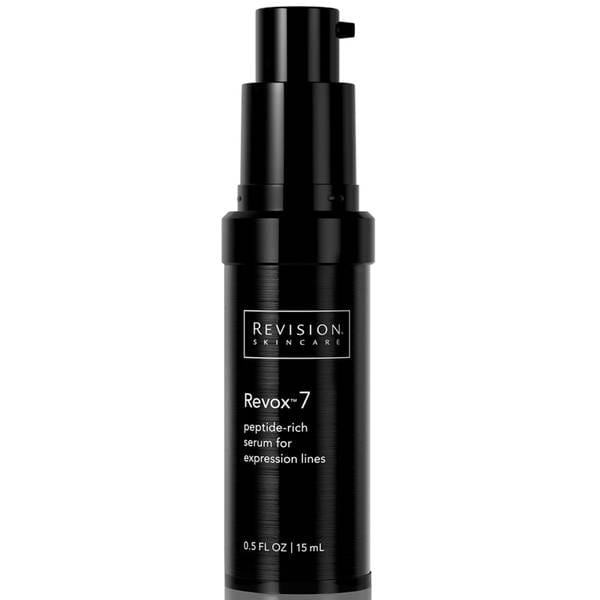 REVISION®
SKINCARE
Revox™ 7
peptide-rich
serum for
expression lines
0.5 FL OZ | 15 mL